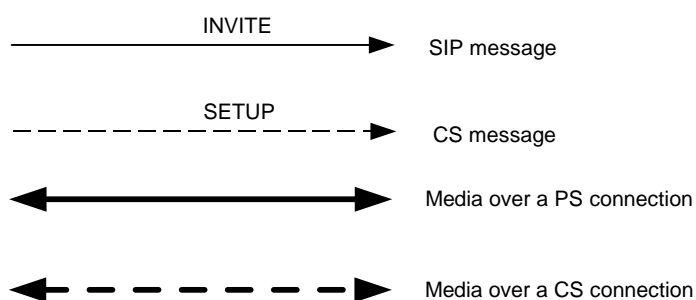 INVITE
SIP message
SETUP
CS message
Media over a PS connection
Media over a CS connection